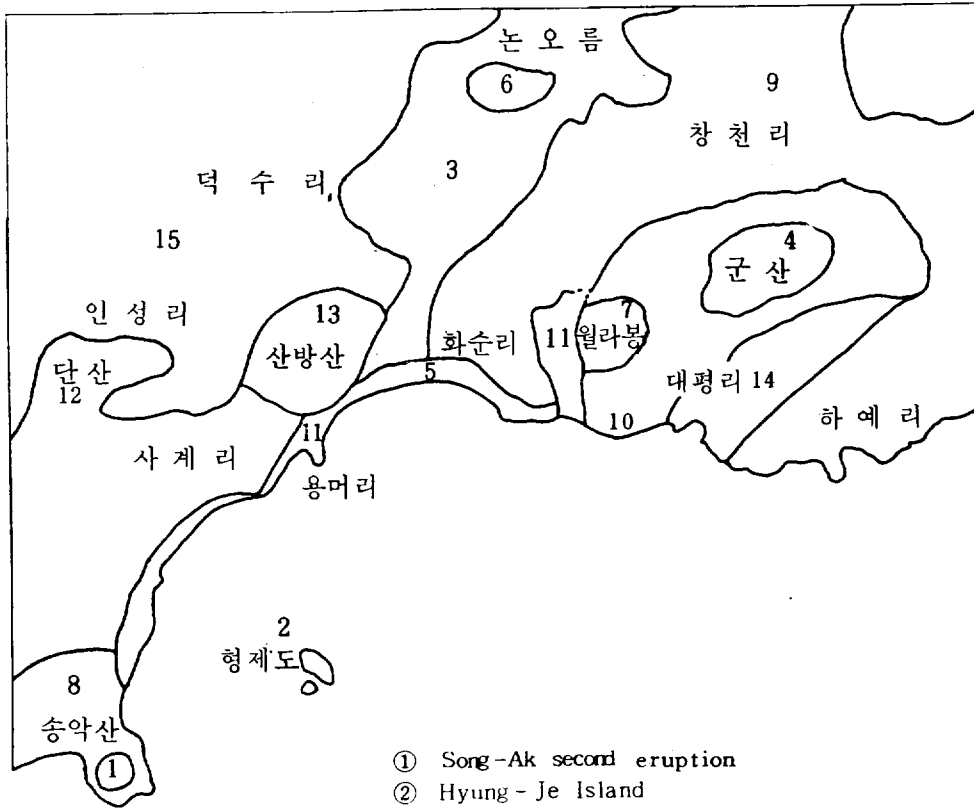 논 오 름
6
9
창 천 리
3
덕 수 리
15
4
군 산
인 성 리
13
산방산
7
화순리
11
월라봉
단산
12
5
대평리 14
10
하 예 리
11
사 계 리
용머리
2
형제도
8
송악산
1
① Song-Ak second eruption
② Hyung-Je Island